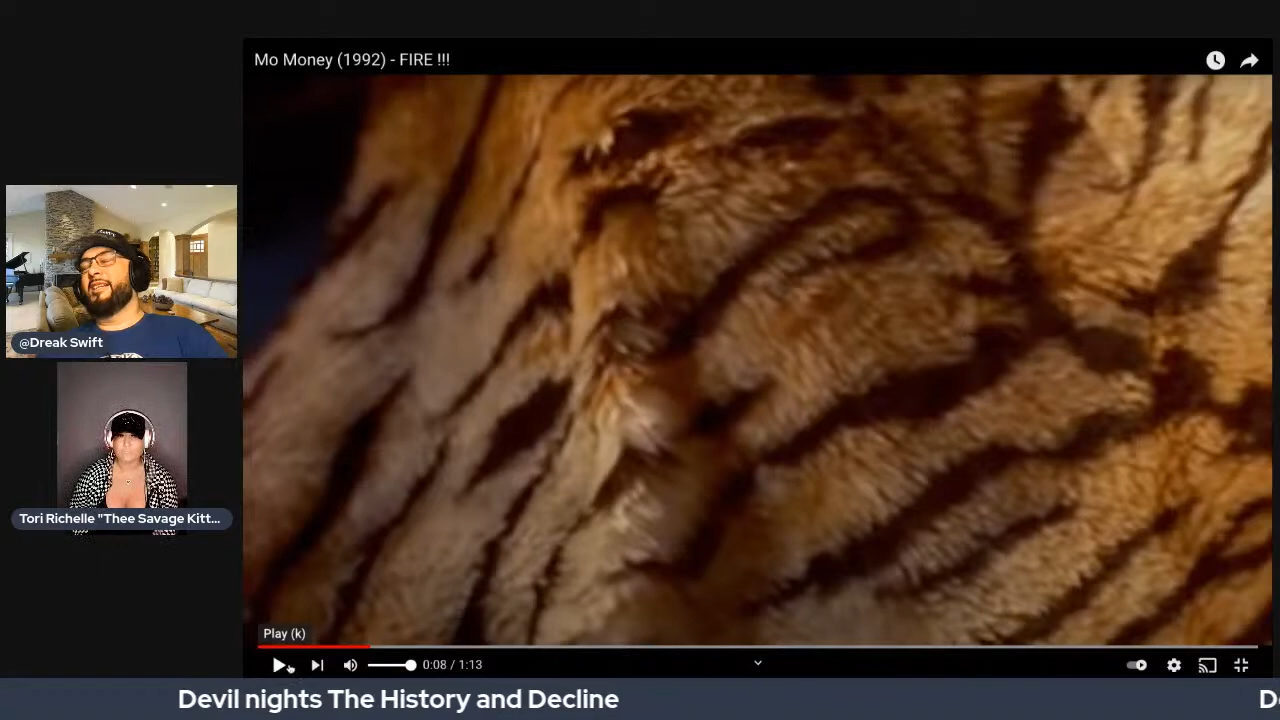 Mo Money (1992) - FIRE !!!
@Dreak Swift
Tori Richelle "Thee Savage Kitt...
Play (k)
0:08 / 1:13
Devil nights The History and Decline